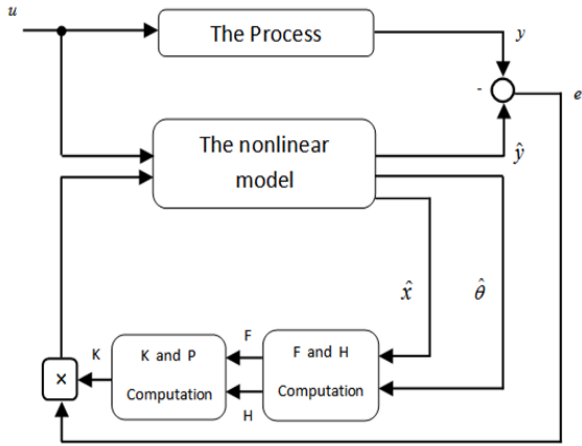 u
The Process
y
-
e
The nonlinear
model
ŷ
x̂
θ̂
F
K
K and P
Computation
F and H
Computation
×
H